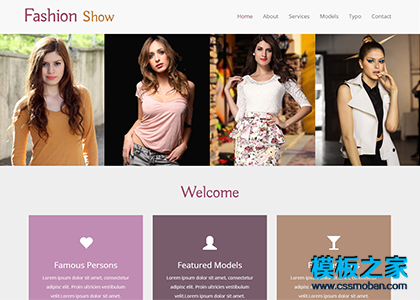 Fashion Show
Home About Services Models Typo Contact
Welcome
Famous Persons
Lorem ipsum dolor sit amet, consectetur
adipisc elit. Proin ultricies vestibulum
velit.Lorem ipsum dolor sit amet,
Featured Models
Lorem ipsum dolor sit amet, consectetur
adipisc elit. Proin ultricies vestibulum
velit.Lorem ipsum dolor sit amet,
模板之家
www.cssmoban.com